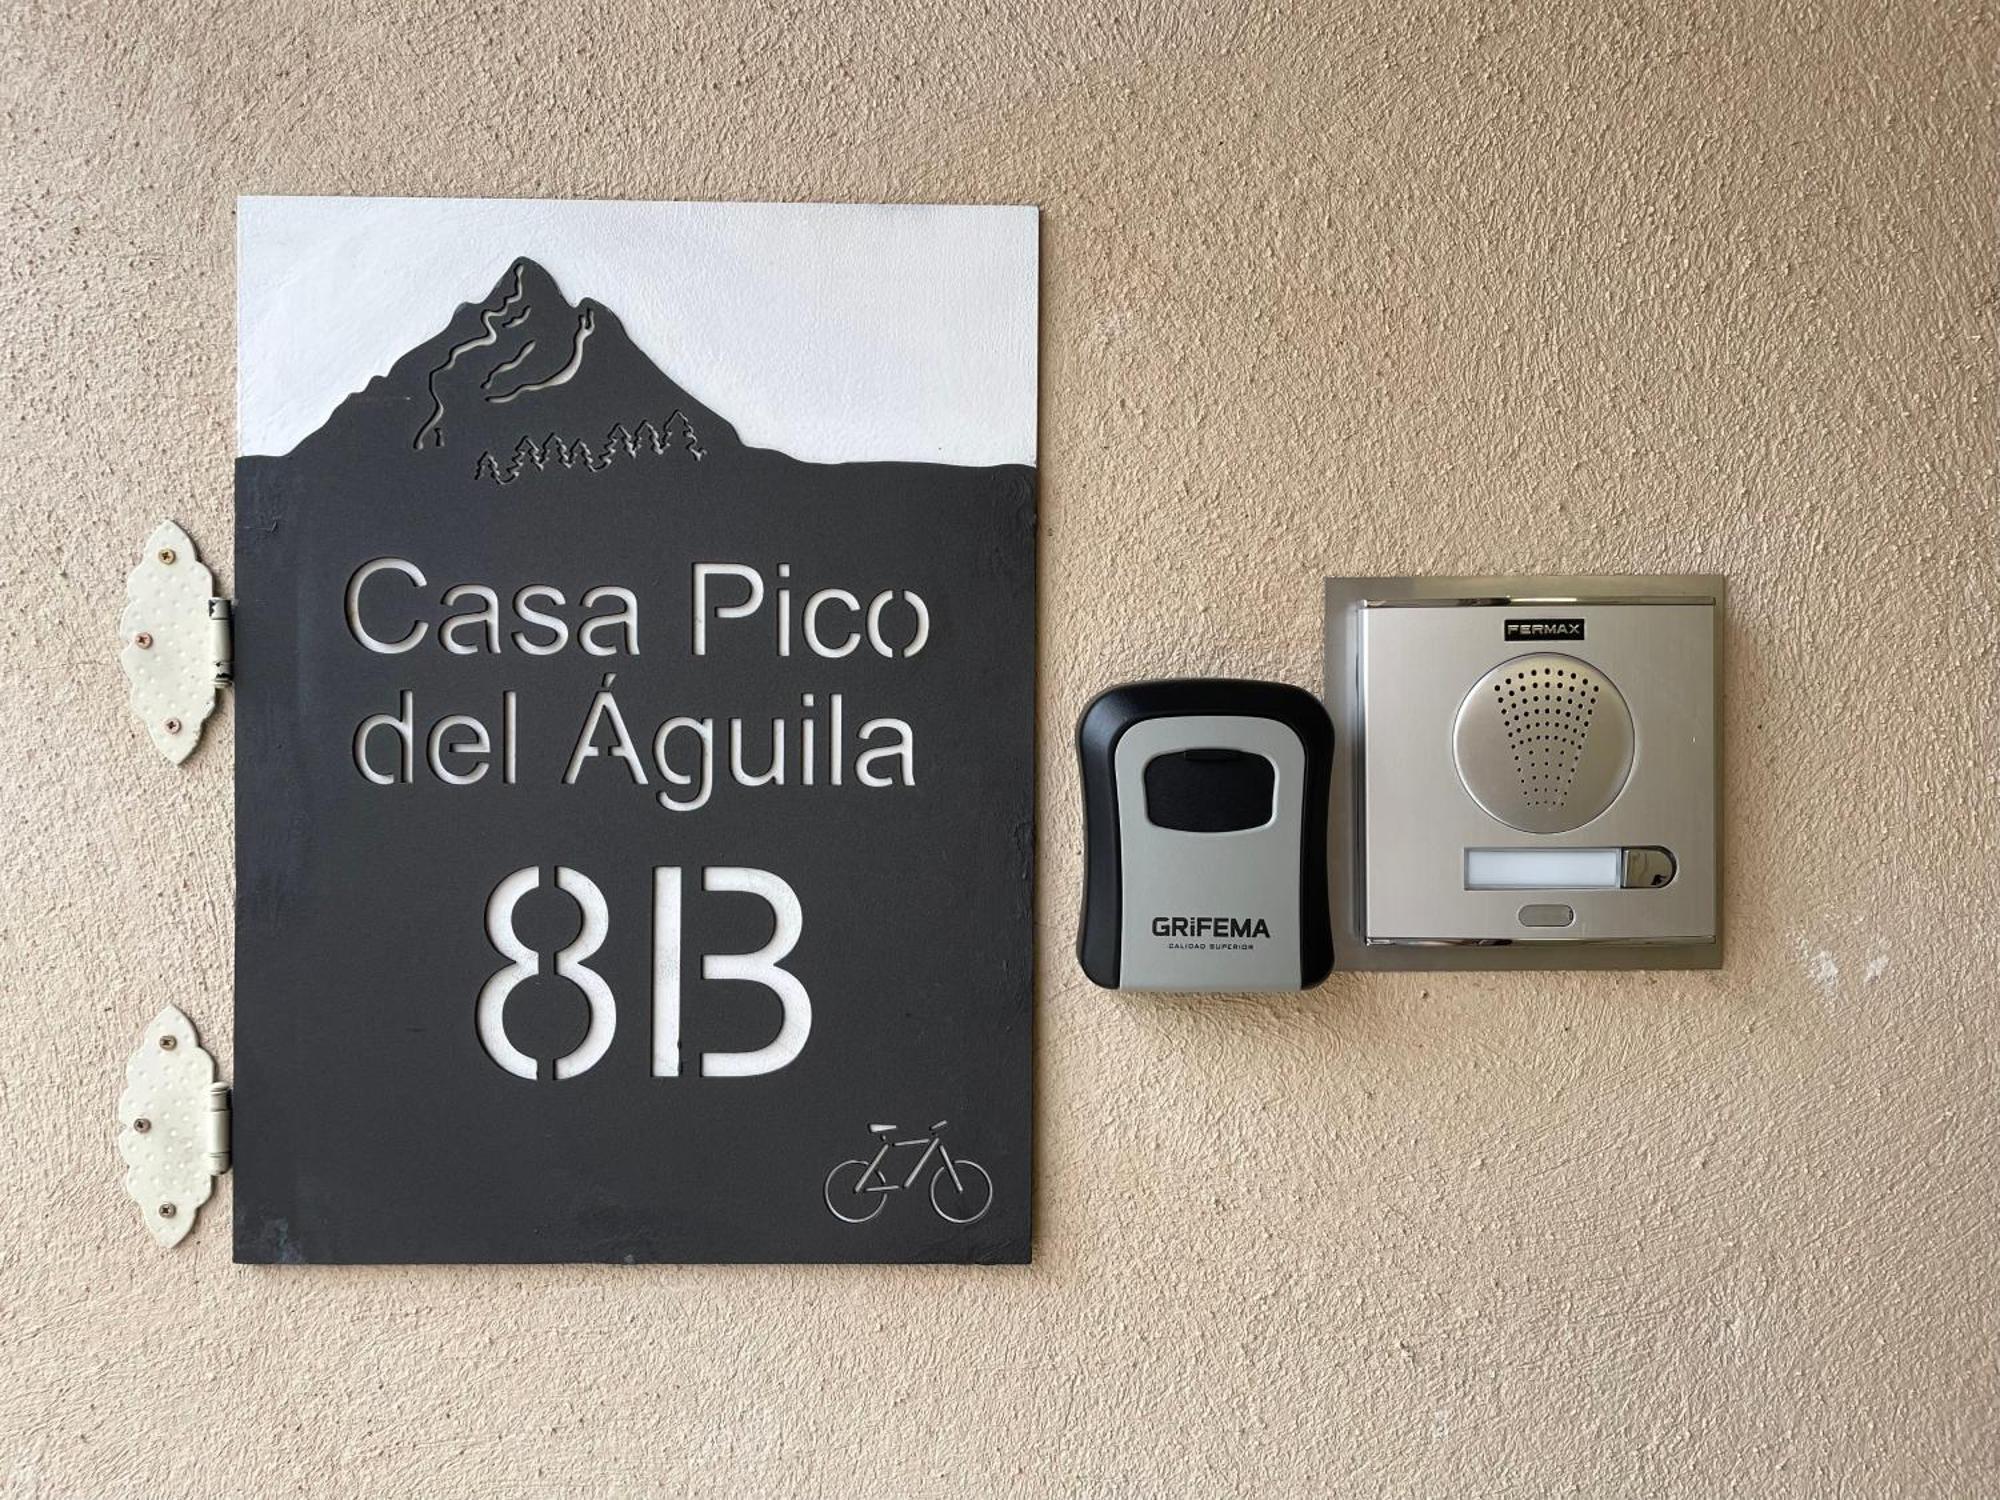 Casa Pico
del Águila
8B
GRIFEMA
CALIDAD SUPERIOR
FERMAX